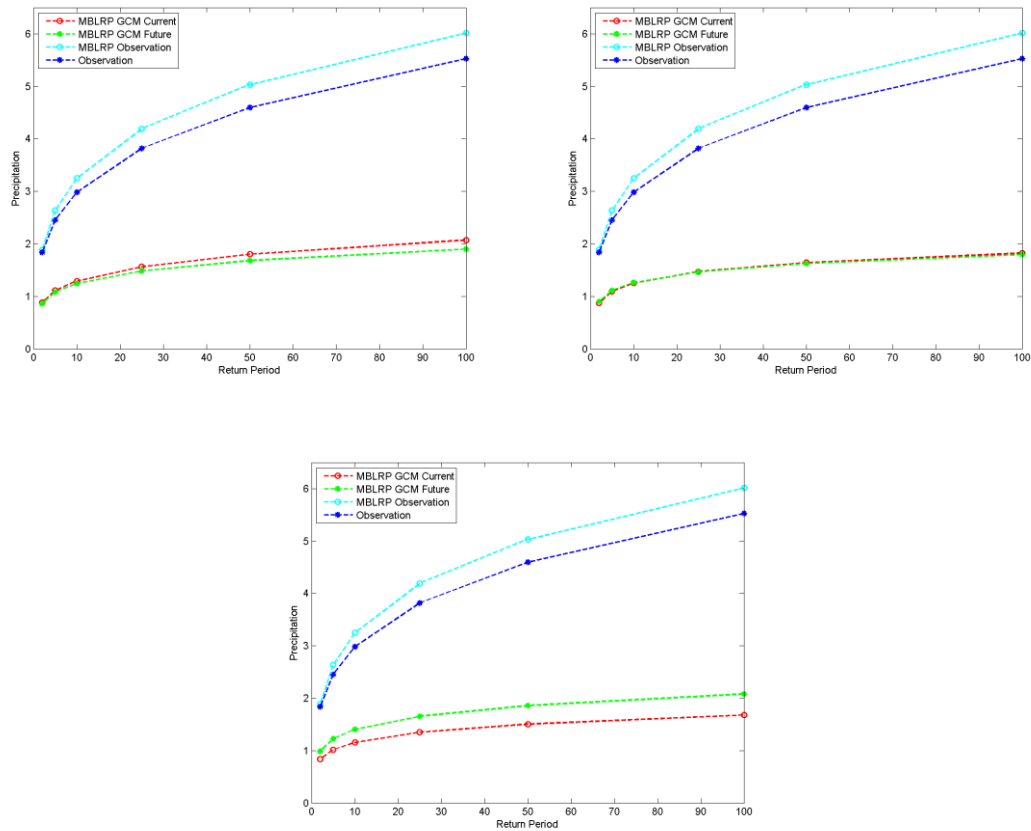 MBLRP GCM Current
MBLRP GCM Future
MBLRP Observation
Observation
6
5
4
3
2
1
0
Precipitation
0 10 20 30 40 50 60 70 80 90 100
Return Period
MBLRP GCM Current
MBLRP GCM Future
MBLRP Observation
Observation
6
5
4
3
2
1
0
Precipitation
0 10 20 30 40 50 60 70 80 90 100
Return Period
MBLRP GCM Current
MBLRP GCM Future
MBLRP Observation
Observation
6
5
4
3
2
1
0
Precipitation
0 10 20 30 40 50 60 70 80 90 100
Return Period